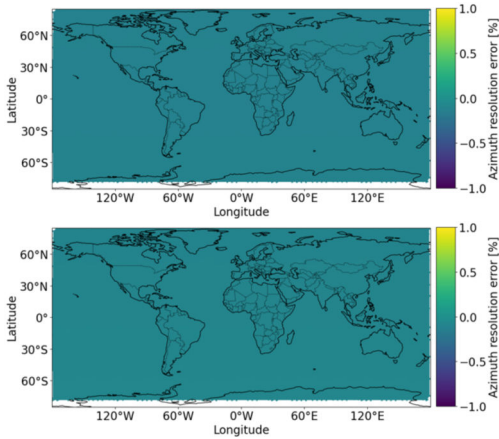 1.0
60°N
30°N
0°
30°S
60°S
Latitude
120°W 60°W 0°W 60°E 120°E
Longitude
0.5
0.0
−0.5
−1.0
Azimuth resolution error [%]
1.0
60°N
30°N
0°
30°S
60°S
Latitude
120°W 60°W 0°W 60°E 120°E
Longitude
0.5
0.0
−0.5
−1.0
Azimuth resolution error [%]